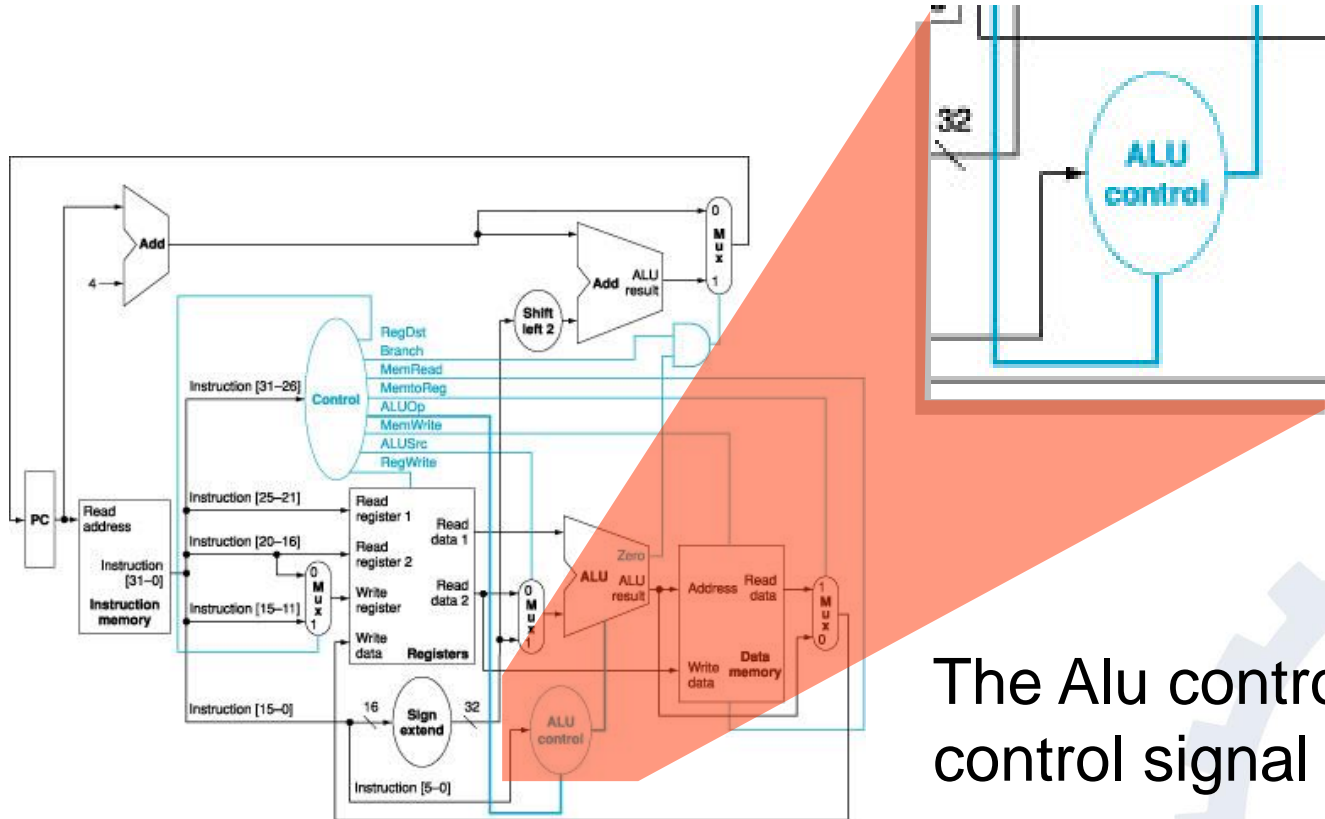 32
ALU
control
Add
4
0
M
u
x
1
Add
ALU
result
Shift
left 2
RegDst
Branch
MemRead
MemtoReg
ALUOp
MemWrite
ALUSrc
RegWrite
Instruction [31–26]
Control
PC
Read
address
Instruction
[31–0]
Instruction
memory
Instruction [25–21]
Instruction [20–16]
Instruction [15–11]
0
M
u
x
1
Read
register 1
Read
register 2
Write
register
Write
data
Read
data 1
Read
data 2
Registers
0
M
u
x
1
Zero
ALU
ALU
result
Address
Read
data
Write
data
Data
memory
1
M
u
x
0
Instruction [15–0]
16
Sign
extend
32
ALU
control
Instruction [5–0]
The Alu contro
control signal